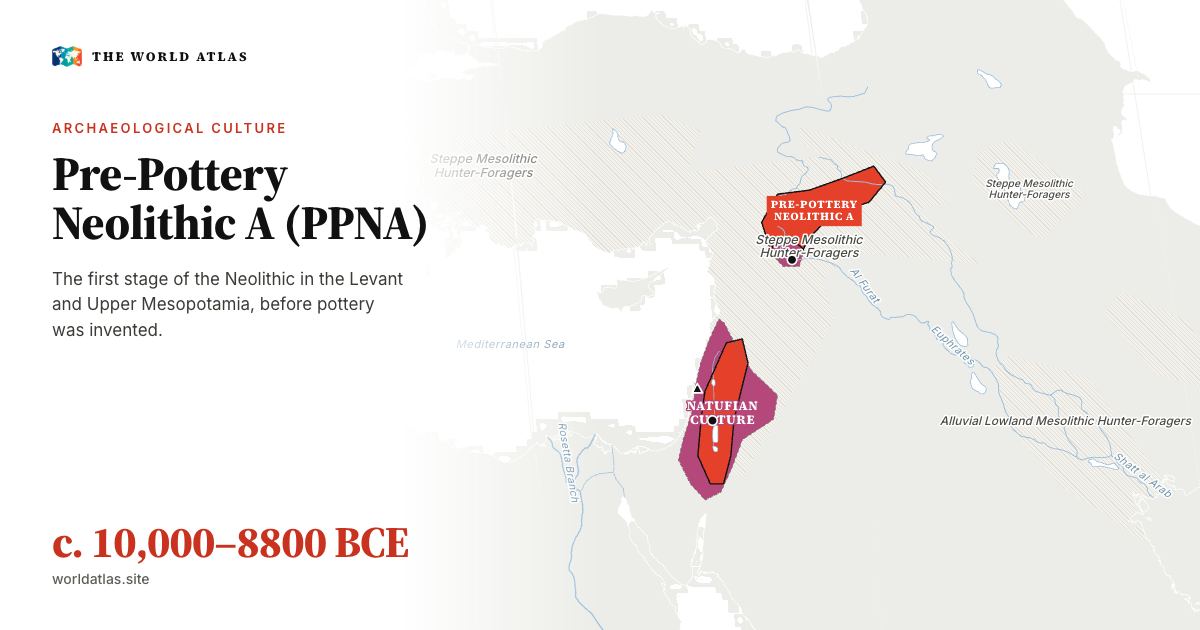 THE WORLD ATLAS
ARCHAEOLOGICAL CULTURE
Pre-Pottery
Neolithic A (PPNA)
The first stage of the Neolithic in the Levant
and Upper Mesopotamia, before pottery
was invented.
c. 10,000–8800 BCE
worldatlas.site
Steppe Mesolithic
Hunter-Foragers
Mediterranean Sea
Rosetta Branch
PRE-POTTERY
NEOLITHIC A
Steppe Mesolithic
Hunter-Foragers
Steppe Mesolithic
Hunter-Foragers
Al Furat
Euphrates
NATUFIAN
CULTURE
Alluvial Lowland Mesolithic Hunter-Foragers
Shatt al Arab